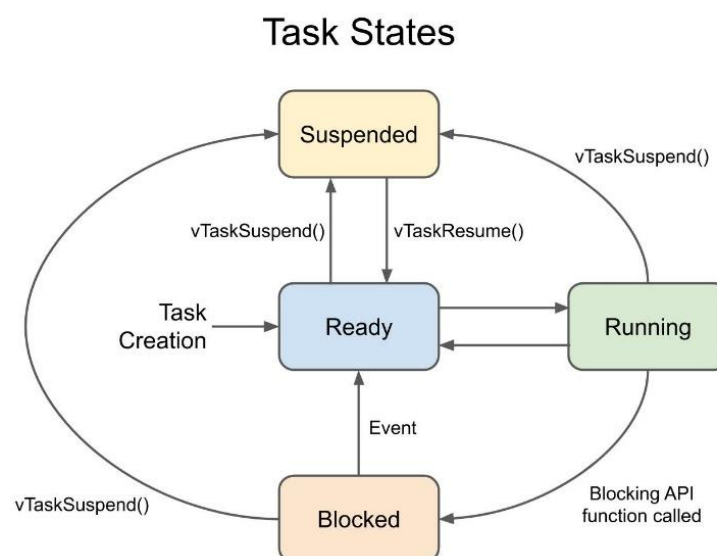 Task States
Suspended
vTaskSuspend()
vTaskSuspend()
vTaskResume()
Task
Creation
Ready
Running
Event
vTaskSuspend()
Blocked
Blocking API
function called